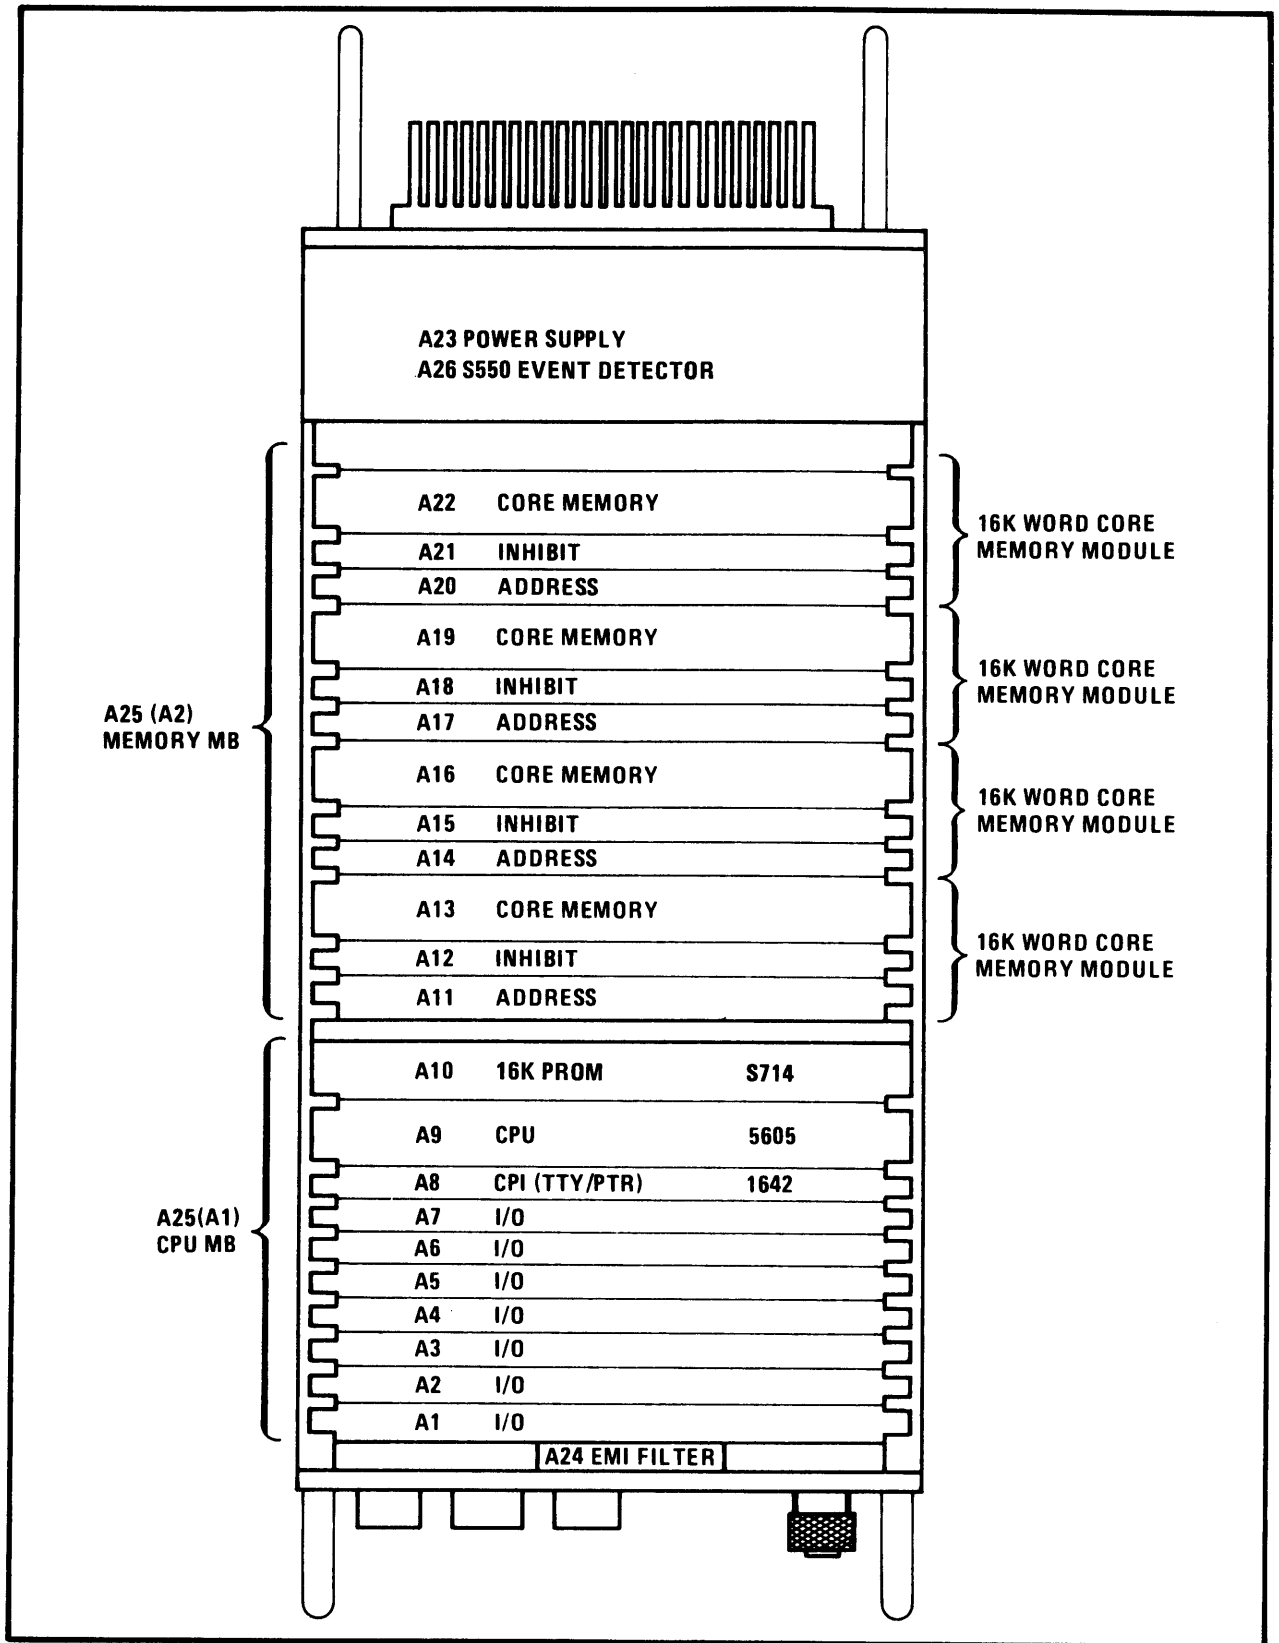 A23 POWER SUPPLY
A26 S550 EVENT DETECTOR
A22 CORE MEMORY
A21 INHIBIT
A20 ADDRESS
16K WORD CORE
MEMORY MODULE
A19 CORE MEMORY
A18 INHIBIT
A17 ADDRESS
16K WORD CORE
MEMORY MODULE
A25 (A2)
MEMORY MB
A16 CORE MEMORY
A15 INHIBIT
A14 ADDRESS
16K WORD CORE
MEMORY MODULE
A13 CORE MEMORY
A12 INHIBIT
A11 ADDRESS
16K WORD CORE
MEMORY MODULE
A10 16K PROM S714
A9 CPU 5605
A8 CPI (TTY/PTR) 1642
A7 I/O
A25(A1)
CPU MB
A6 I/O
A5 I/O
A4 I/O
A3 I/O
A2 I/O
A1 I/O
A24 EMI FILTER